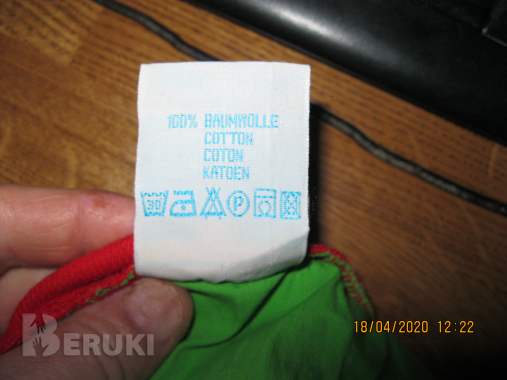 100% BAUMWOLLE
COTTON
COTON
KATOEN
30 P
18/04/2020 12:22
BERUKI